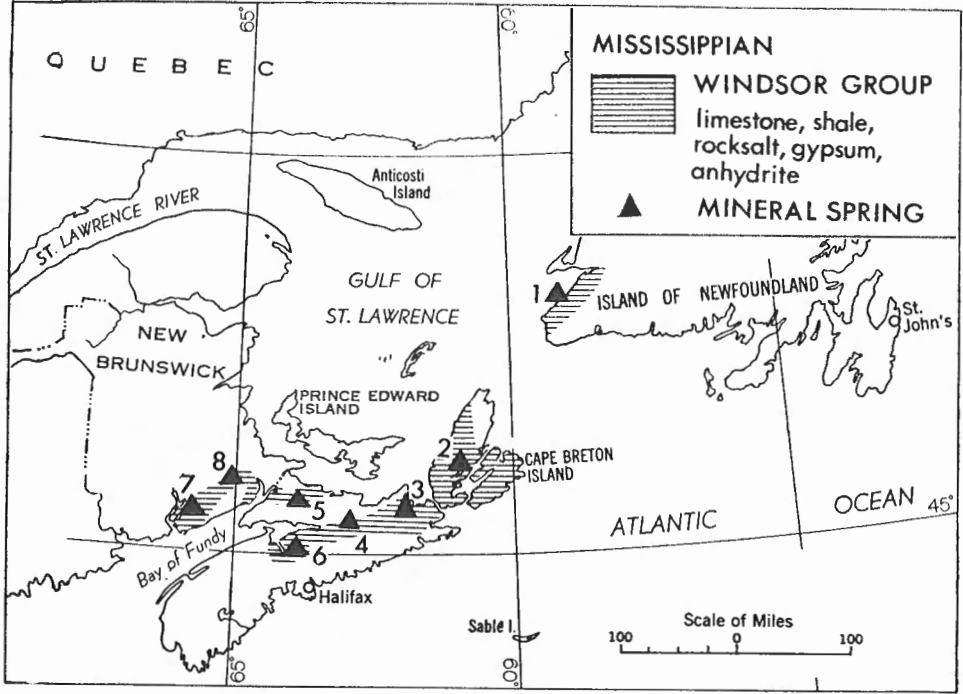 65°
60°
QUEBEC
MISSISSIPPIAN
WINDSOR GROUP
limestone, shale,
rocksalt, gypsum,
anhydrite
MINERAL SPRING
Anticosti
Island
ST. LAWRENCE RIVER
GULF OF
ST. LAWRENCE
1
ISLAND OF NEWFOUNDLAND
St.
John's
NEW
BRUNSWICK
PRINCE EDWARD
ISLAND
2
CAPE BRETON
ISLAND
8
7
3
5
4
6
ATLANTIC
OCEAN
45°
Bay of Fundy
Halifax
Sable I.
Scale of Miles
100
0
100
65°
60°